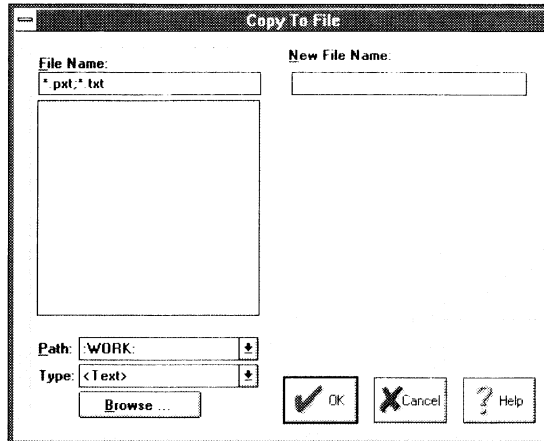 Copy To File
File Name:
*.pxt;*.txt
New File Name:
Path: :WORK:
Type: <Text>
Browse ...
OK
Cancel
Help